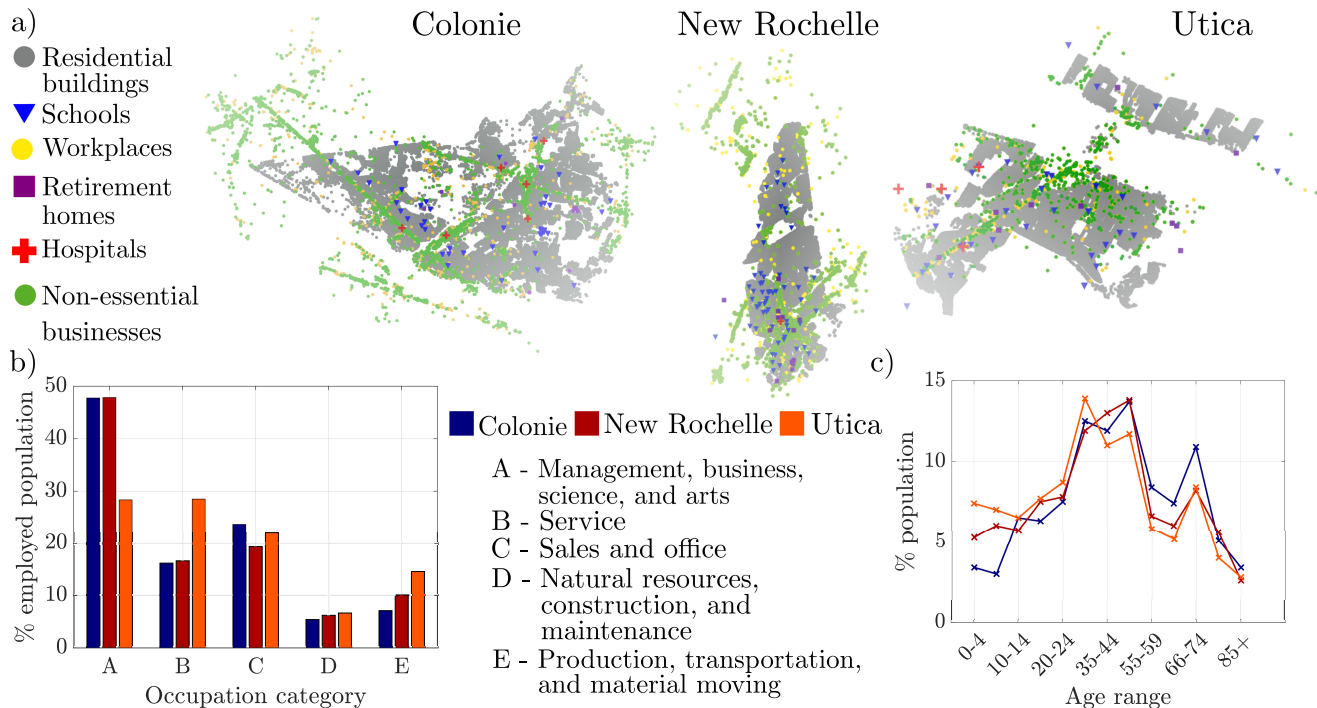 a)
Colonie
New Rochelle
Utica
Residential
buildings
Schools
Workplaces
Retirement
homes
Hospitals
Non-essential
businesses
b)
% employed population
50
40
30
20
10
0
A
B
C
D
E
Occupation category
Colonie
New Rochelle
Utica
A - Management, business,
science, and arts
B - Service
C - Sales and office
D - Natural resources,
construction, and
maintenance
E - Production, transportation,
and material moving
c)
% population
15
10
5
0
0-4
10-14
20-24
35-44
55-59
66-74
85+
Age range